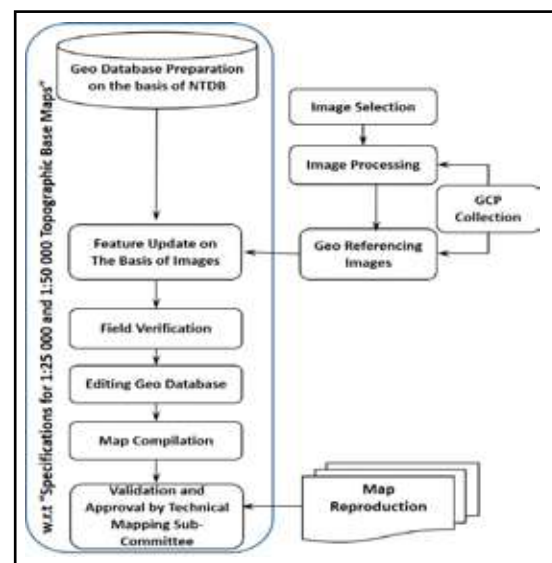 Geo Database Preparation
on the basis of NTDB
Image Selection
Image Processing
GCP
Collection
Geo Referencing
Images
Feature Update on
The Basis of Images
Field Verification
Editing Geo Database
Map Compilation
Validation and
Approval by Technical
Mapping Sub-
Committee
Map
Reproduction
w.r.t "Specifications for 1:25 000 and 1:50 000 Topographic Base Maps"